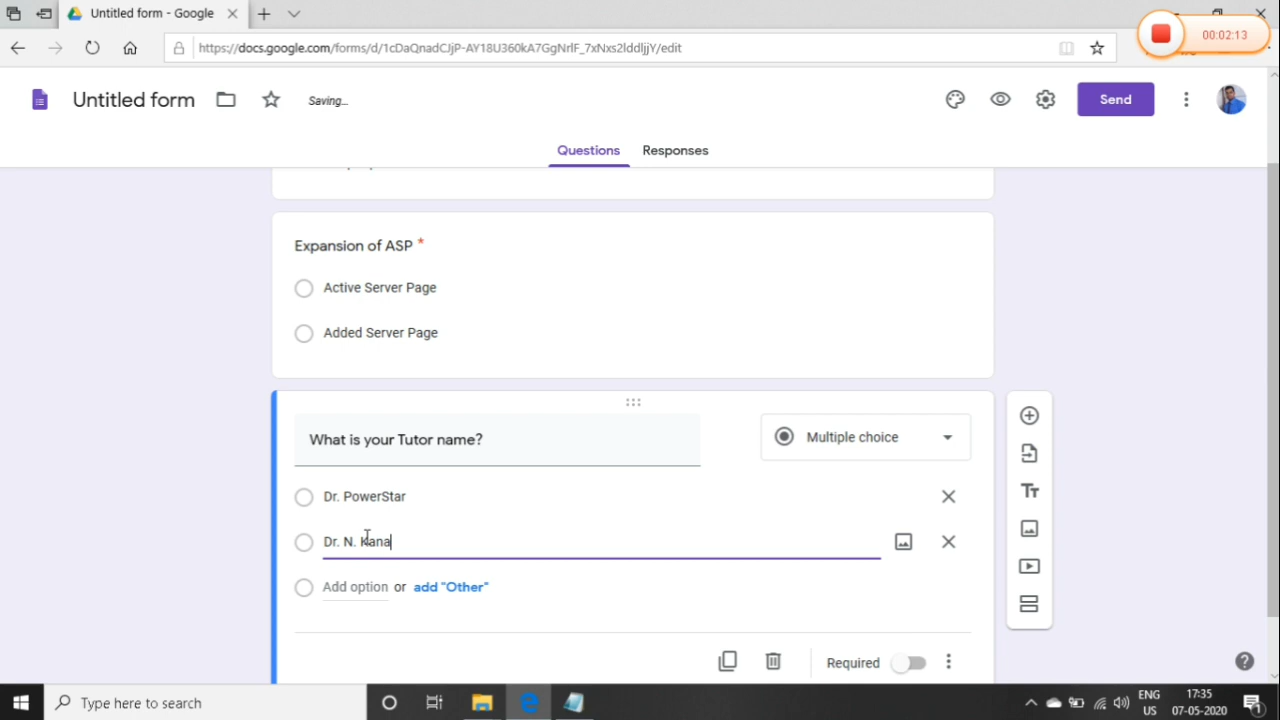 Untitled form - Google
00:02:13
https://docs.google.com/forms/d/1cDaQnadCJjP-AY18U360kA7GgNrlF_7xNxs2lddljjY/edit
Untitled form
Saving...
Send
Questions
Responses
Expansion of ASP *
Active Server Page
Added Server Page
What is your Tutor name?
Multiple choice
Dr. PowerStar
Dr. N. Kana
Add option or add "Other"
Required
Type here to search
ENG
US
17:35
07-05-2020